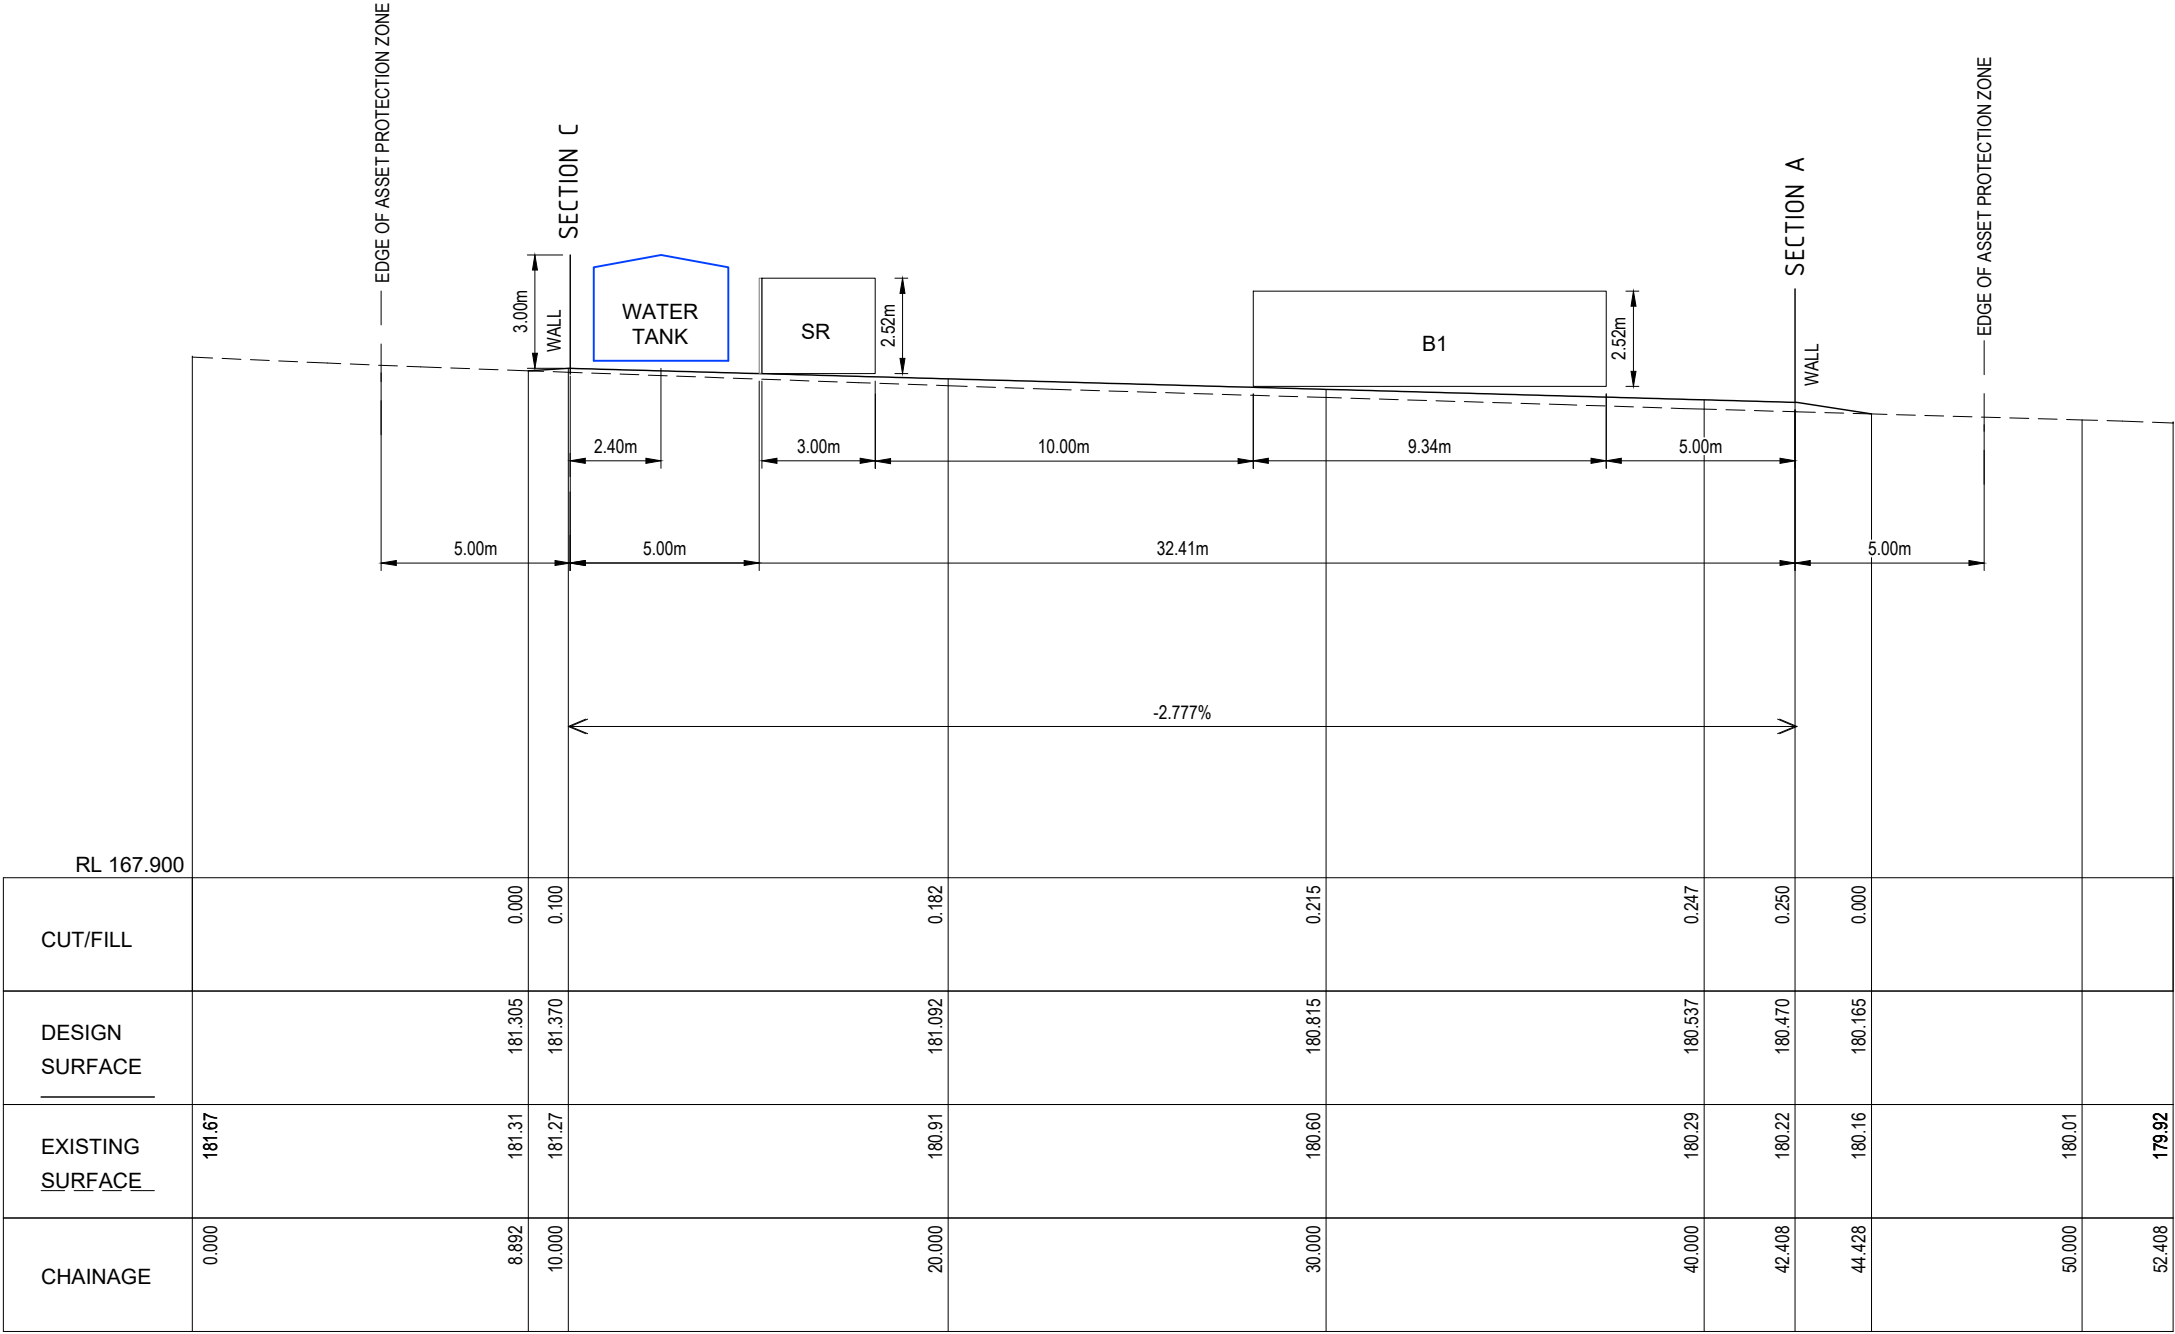 EDGE OF ASSET PROTECTION ZONE
SECTION C
SECTION A
EDGE OF ASSET PROTECTION ZONE
3.00m
WALL
WATER
TANK
SR
2.52m
B1
2.52m
WALL
2.40m
3.00m
10.00m
9.34m
5.00m
5.00m
5.00m
32.41m
5.00m
-2.777%
RL 167.900
CUT/FILL
0.000
0.100
0.182
0.215
0.247
0.250
0.000
DESIGN
SURFACE
181.305
181.370
181.092
180.815
180.537
180.470
180.165
EXISTING
SURFACE
181.67
181.31
181.27
180.91
180.60
180.29
180.22
180.16
180.01
179.92
CHAINAGE
0.000
8.892
10.000
20.000
30.000
40.000
42.408
44.428
50.000
52.408